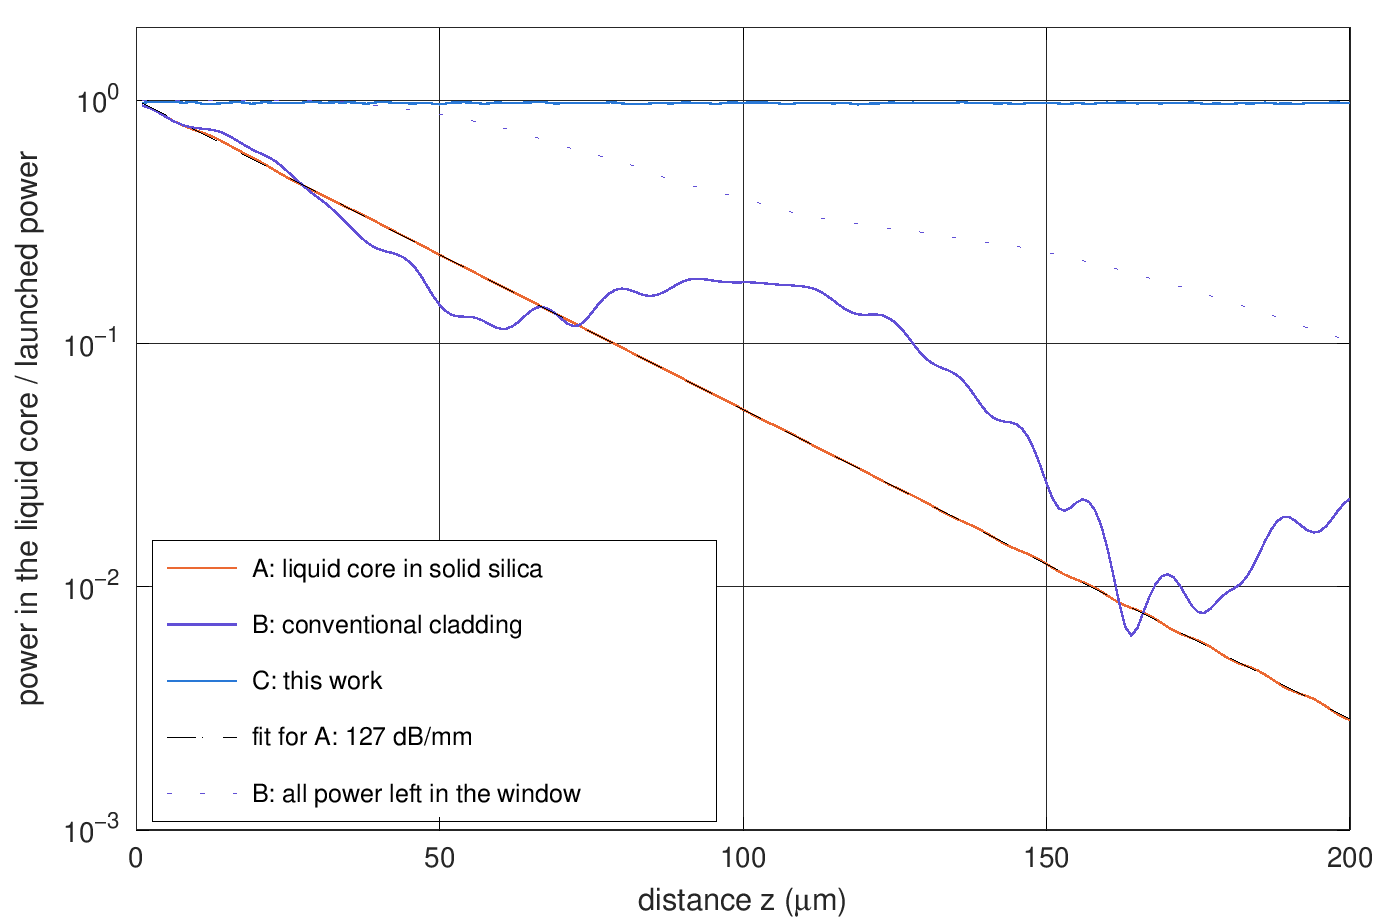 power in the liquid core / launched power
10⁰
10⁻¹
10⁻²
10⁻³
A: liquid core in solid silica
B: conventional cladding
C: this work
fit for A: 127 dB/mm
B: all power left in the window
0 50 100 150 200
distance z (μm)